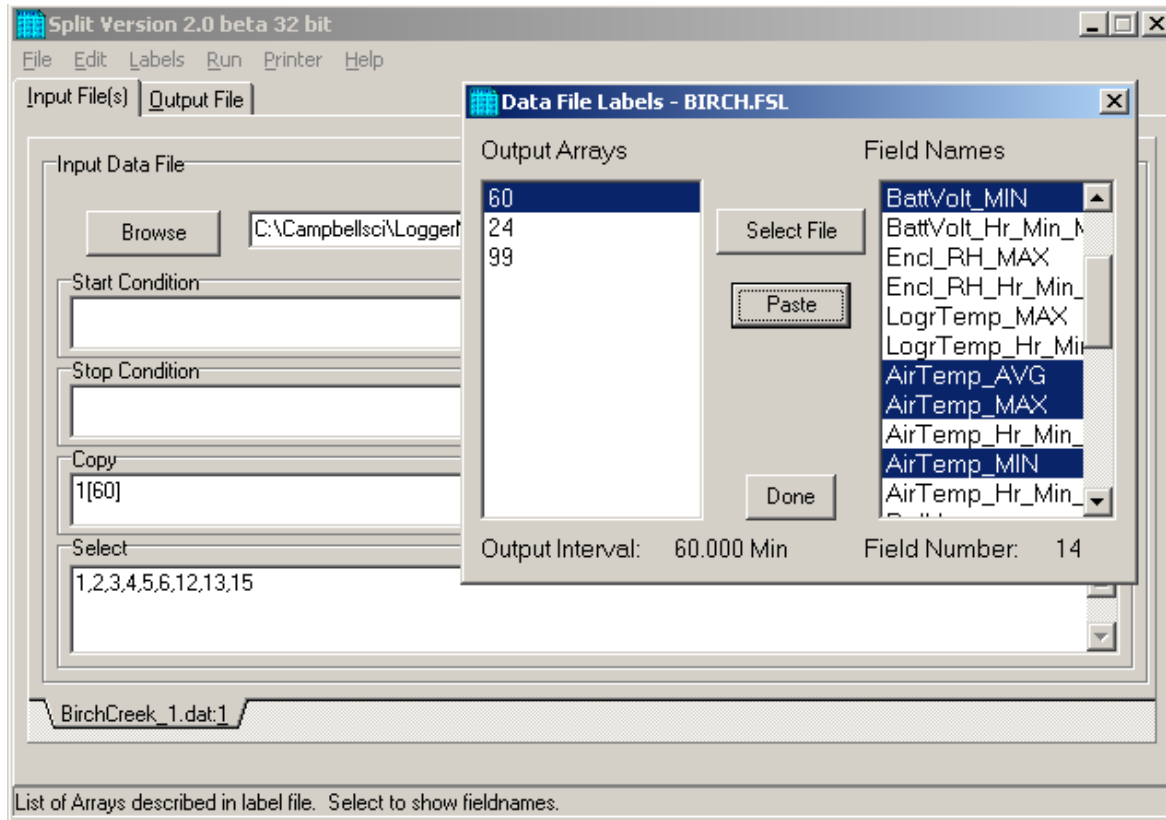 Split Version 2.0 beta 32 bit
File Edit Labels Run Printer Help
Input File(s) Output File
Input Data File
Browse C:\Campbellsci\Logger
Start Condition
Stop Condition
Copy
1[60]
Select
1,2,3,4,5,6,12,13,15
BirchCreek_1.dat:1
List of Arrays described in label file. Select to show fieldnames.
Data File Labels - BIRCH.FSL
Output Arrays
60
24
99
Select File
Paste
Done
Field Names
BattVolt_MIN
BattVolt_Hr_Min_M
Encl_RH_MAX
Encl_RH_Hr_Min_
LogrTemp_MAX
LogrTemp_Hr_Min
AirTemp_AVG
AirTemp_MAX
AirTemp_Hr_Min_
AirTemp_MIN
AirTemp_Hr_Min_
Output Interval: 60.000 Min
Field Number: 14